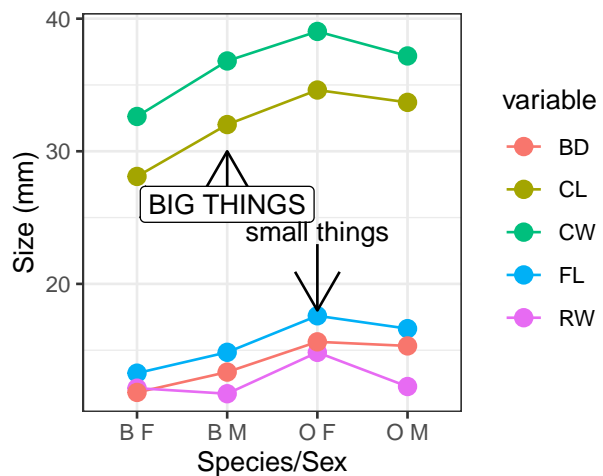 40
30
20
Size (mm)
BIG THINGS
small things
B F
B M
O F
O M
Species/Sex
variable
BD
CL
CW
FL
RW